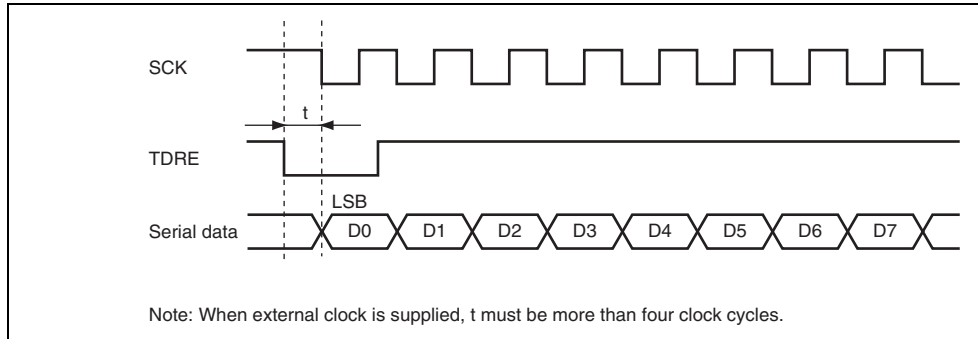 SCK
t
TDRE
LSB
Serial data D0 D1 D2 D3 D4 D5 D6 D7
Note: When external clock is supplied, t must be more than four clock cycles.